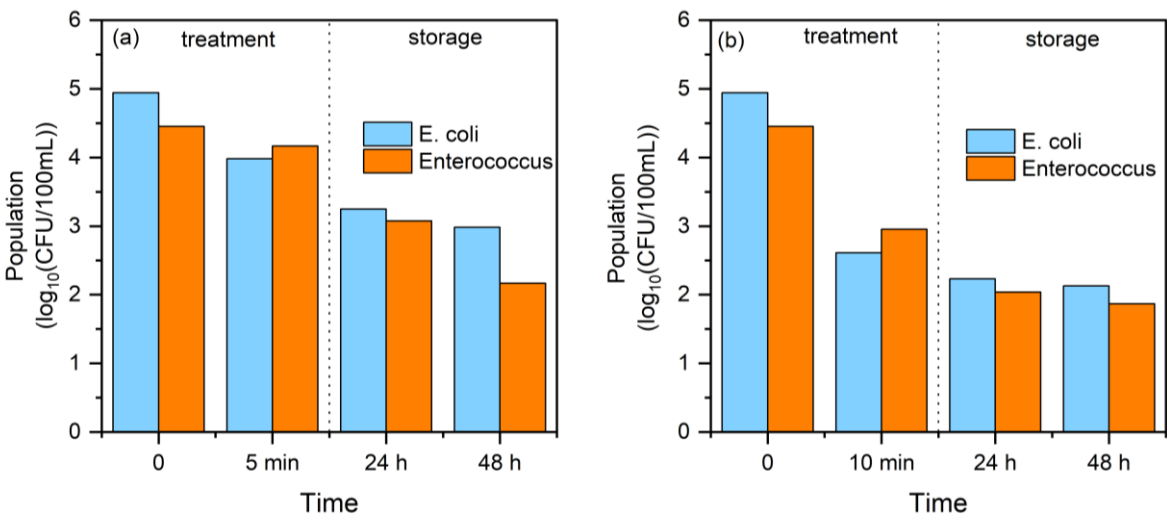 (a) treatment storage
6
5
4
3
2
1
0
E. coli
Enterococcus
Population
(log₁₀(CFU/100mL))
0 5 min 24 h 48 h
Time
(b) treatment storage
6
5
4
3
2
1
0
E. coli
Enterococcus
Population
(log₁₀(CFU/100mL))
0 10 min 24 h 48 h
Time